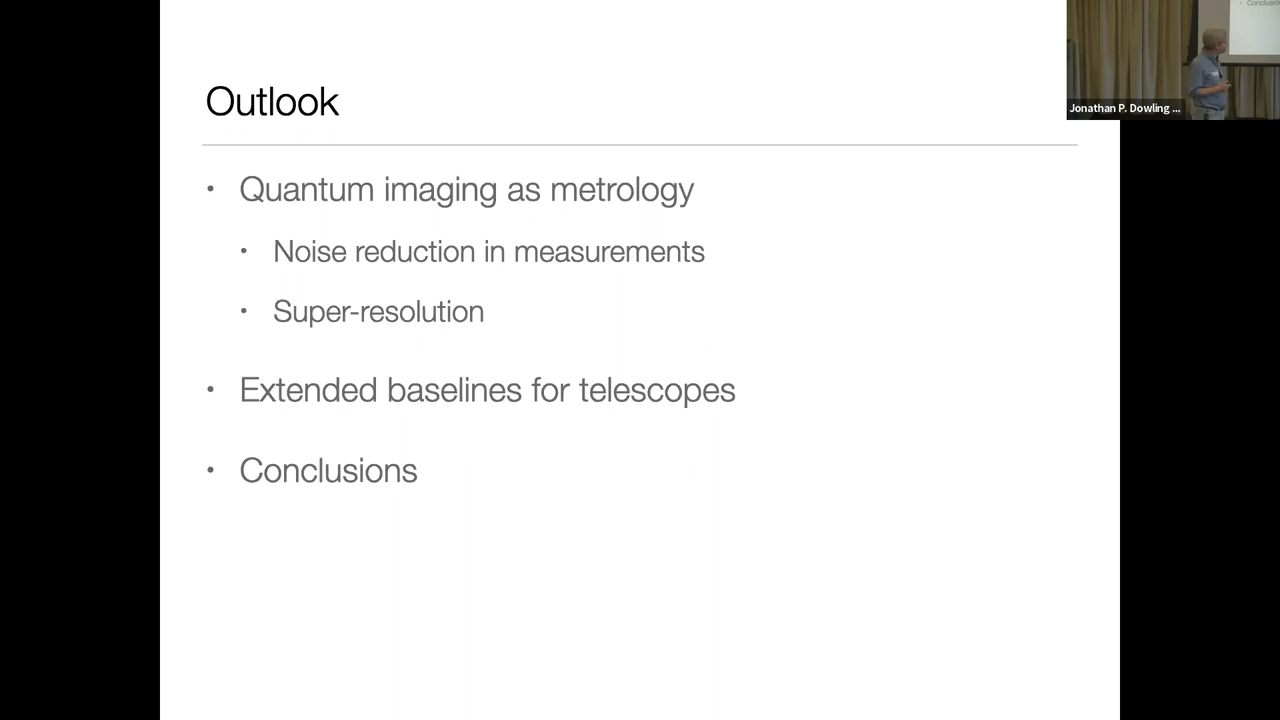 Outlook
• Quantum imaging as metrology
• Noise reduction in measurements
• Super-resolution
• Extended baselines for telescopes
• Conclusions
Jonathan P. Dowling ...